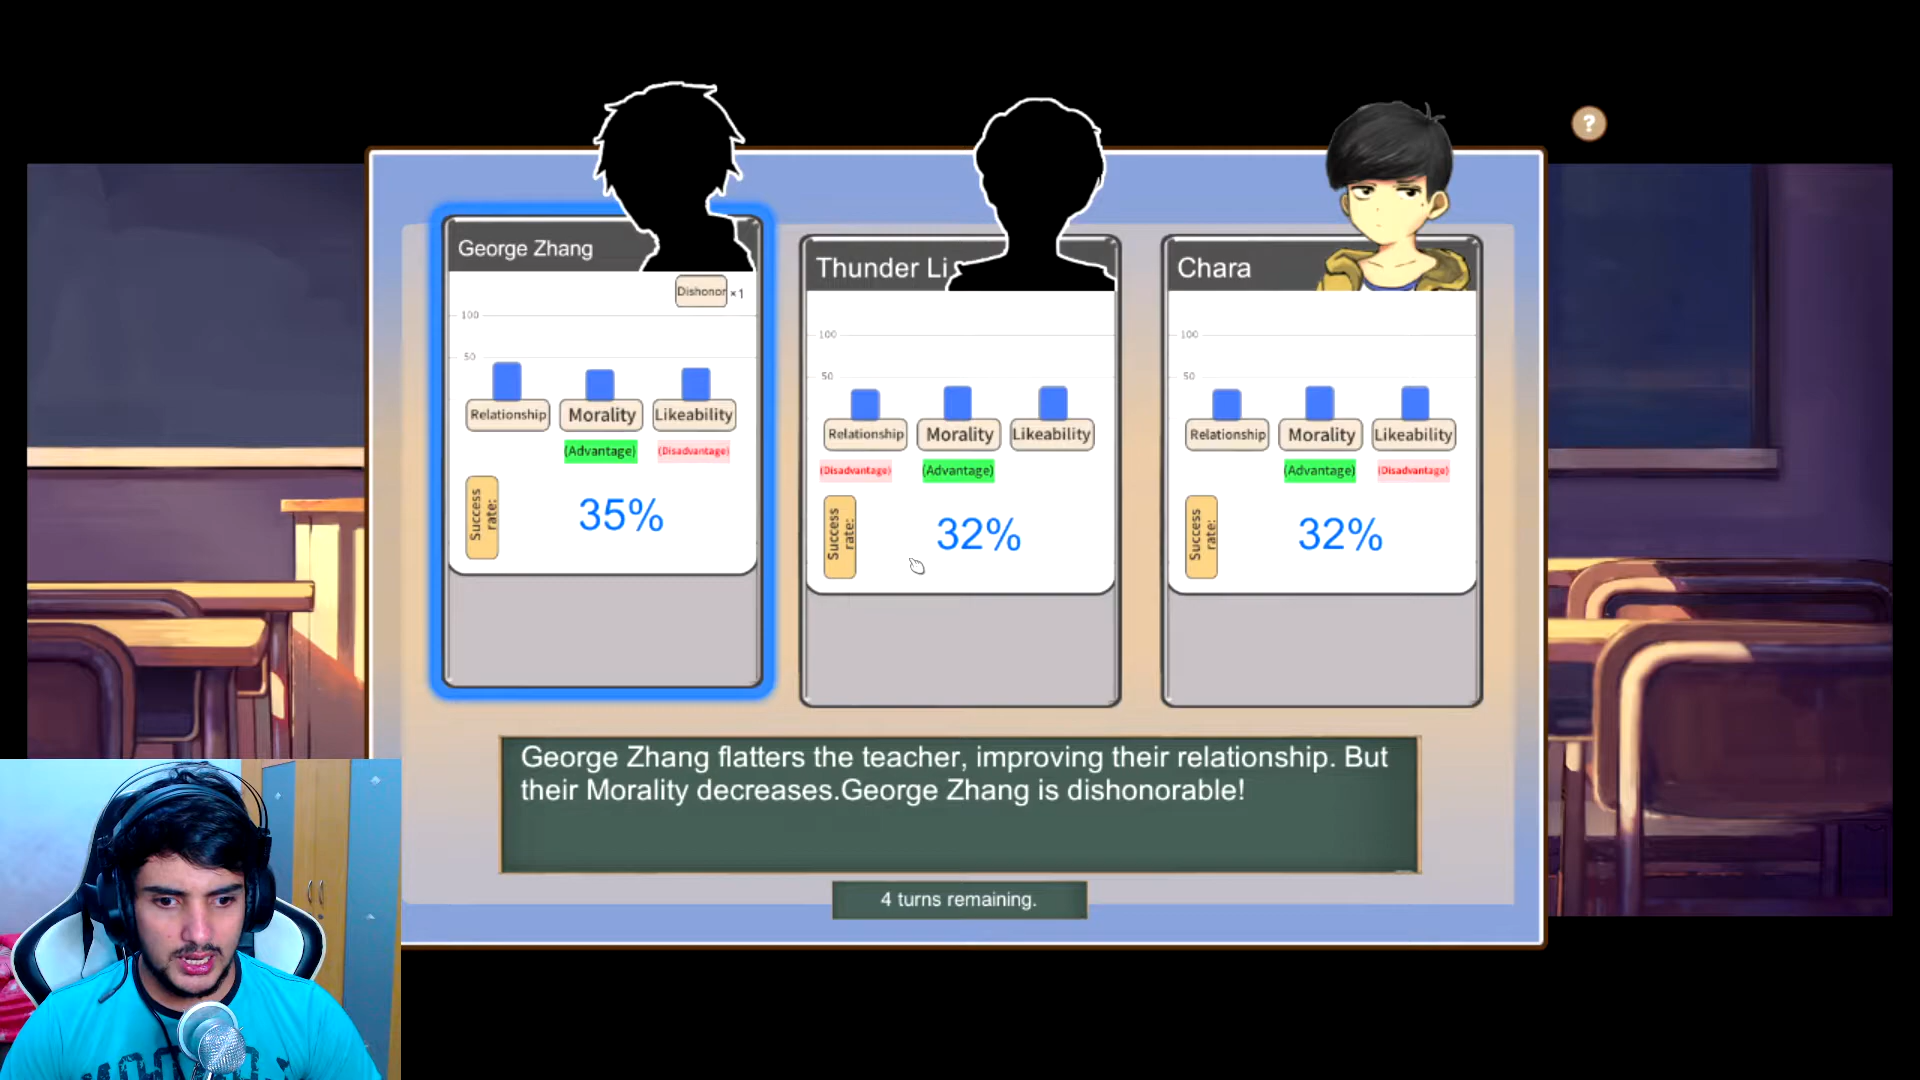 ?
George Zhang
Dishonor ×1
100
50
Relationship
Morality
Likeability
(Advantage)
(Disadvantage)
Success
rate:
35%
Thunder Li
100
50
Relationship
Morality
Likeability
(Disadvantage)
(Advantage)
Success
rate:
32%
Chara
100
50
Relationship
Morality
Likeability
(Advantage)
(Disadvantage)
Success
rate:
32%
George Zhang flatters the teacher, improving their relationship. But
their Morality decreases.George Zhang is dishonorable!
4 turns remaining.